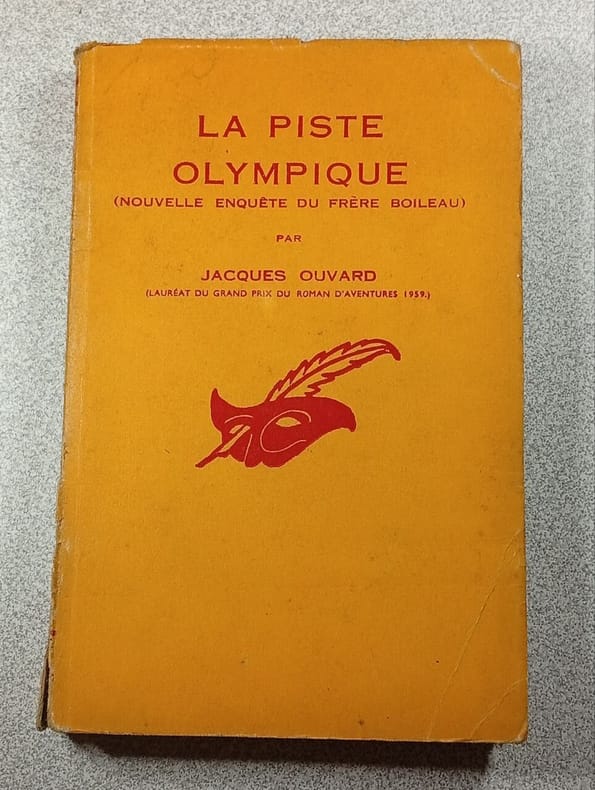 LA PISTE
OLYMPIQUE
(NOUVELLE ENQUÊTE DU FRÈRE BOILEAU)
PAR
JACQUES OUVARD
(LAURÉAT DU GRAND PRIX DU ROMAN D'AVENTURES 1959.)